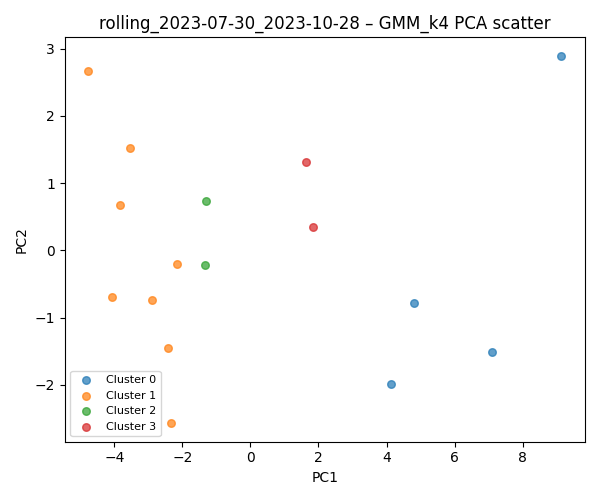 rolling_2023-07-30_2023-10-28 – GMM_k4 PCA scatter
PC2
3
2
1
0
−1
−2
Cluster 0
Cluster 1
Cluster 2
Cluster 3
−4 −2 0 2 4 6 8
PC1